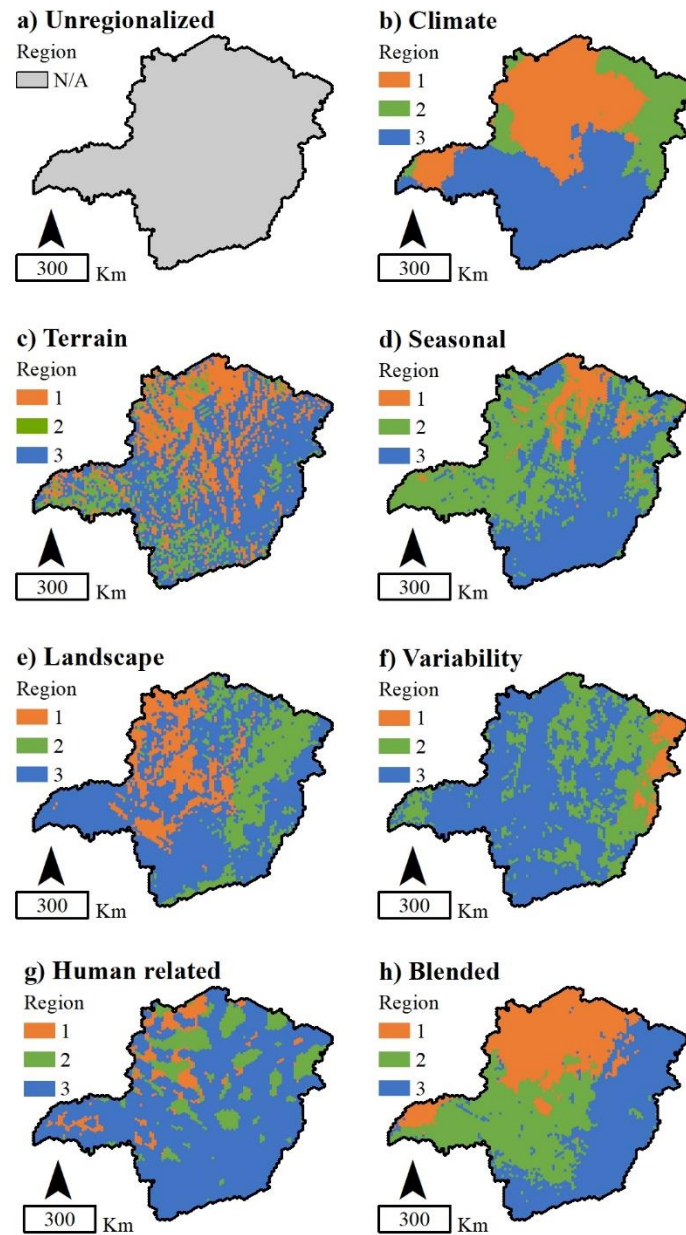 a) Unregionalized
Region
N/A
300 Km
b) Climate
Region
1
2
3
300 Km
c) Terrain
Region
1
2
3
300 Km
d) Seasonal
Region
1
2
3
300 Km
e) Landscape
Region
1
2
3
300 Km
f) Variability
Region
1
2
3
300 Km
g) Human related
Region
1
2
3
300 Km
h) Blended
Region
1
2
3
300 Km